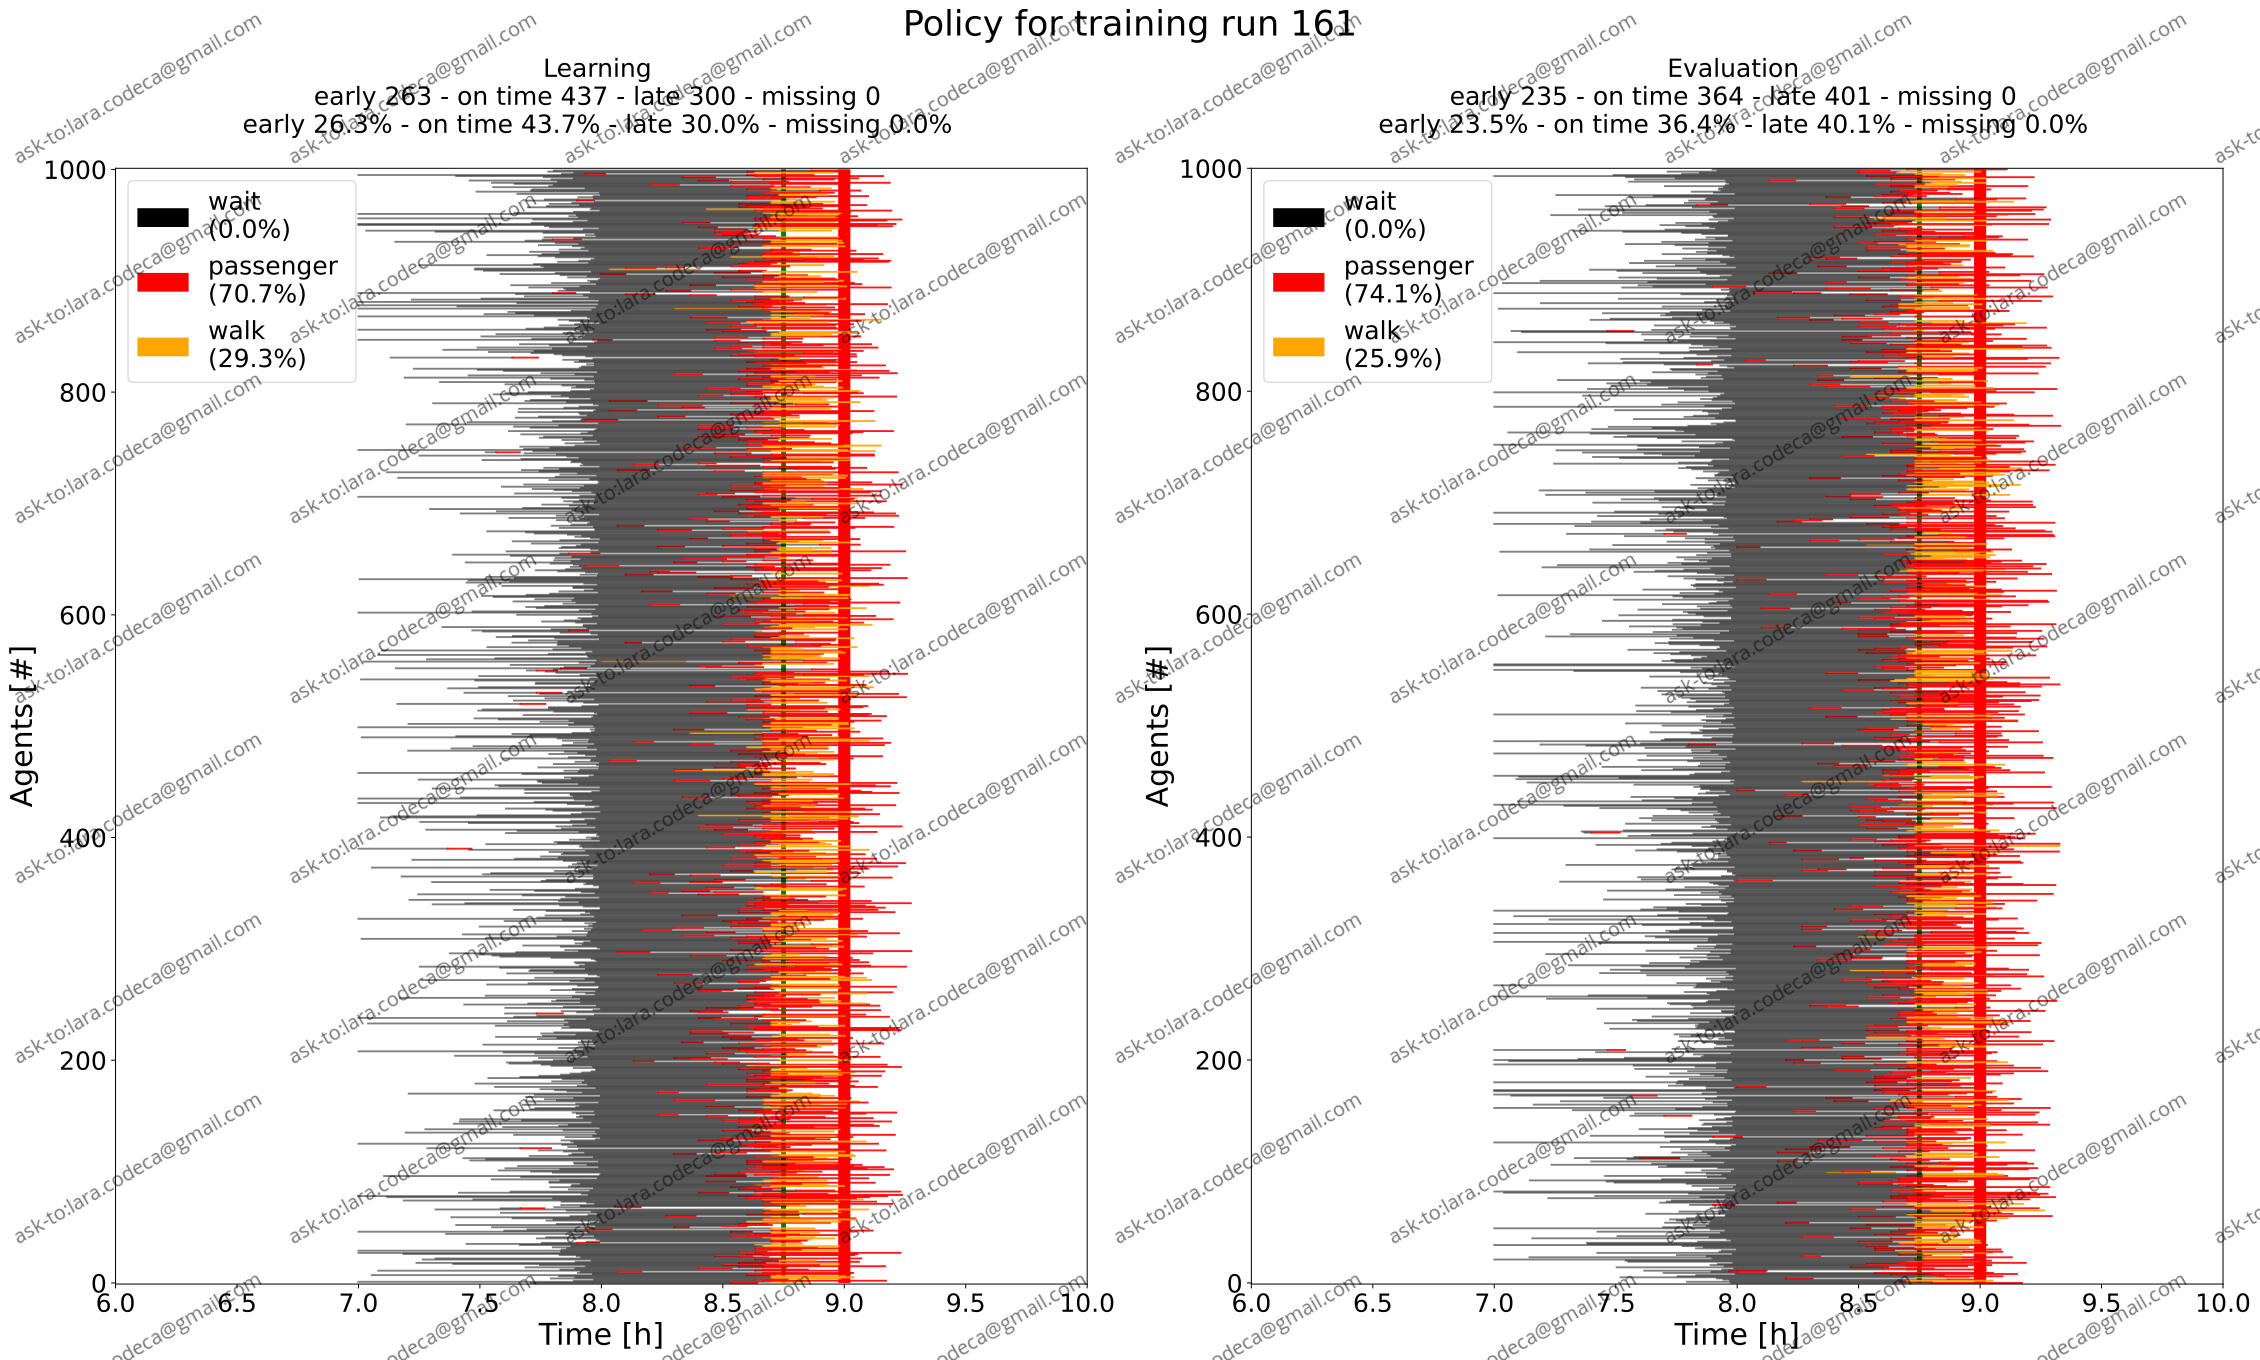 Policy for training run 161
Learning
early 263 - on time 437 - late 300 - missing 0
early 26.3% - on time 43.7% - late 30.0% - missing 0.0%
1000
800
600
400
200
0
Agents [#]
wait
(0.0%)
passenger
(70.7%)
walk
(29.3%)
6.0 6.5 7.0 7.5 8.0 8.5 9.0 9.5 10.0
Time [h]
Evaluation
early 235 - on time 364 - late 401 - missing 0
early 23.5% - on time 36.4% - late 40.1% - missing 0.0%
1000
800
600
400
200
0
Agents [#]
wait
(0.0%)
passenger
(74.1%)
walk
(25.9%)
6.0 6.5 7.0 7.5 8.0 8.5 9.0 9.5 10.0
Time [h]
ask-to:lara.codeca@gmail.com